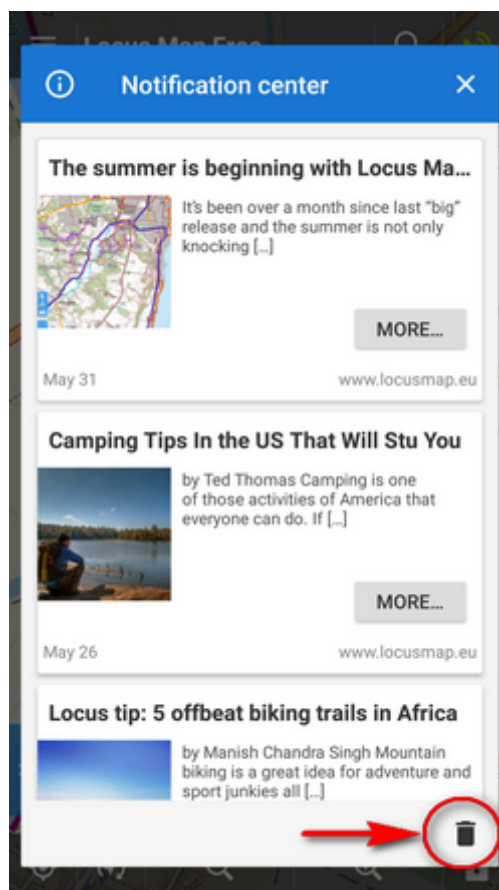 Locus Map Free
Notification center
The summer is beginning with Locus Ma...
It's been over a month since last "big"
release and the summer is not only
knocking [...]
MORE...
May 31
www.locusmap.eu
Camping Tips In the US That Will Stu You
by Ted Thomas Camping is one
of those activities of America that
everyone can do. If [...]
MORE...
May 26
www.locusmap.eu
Locus tip: 5 offbeat biking trails in Africa
by Manish Chandra Singh Mountain
biking is a great idea for adventure and
sport junkies all [...]